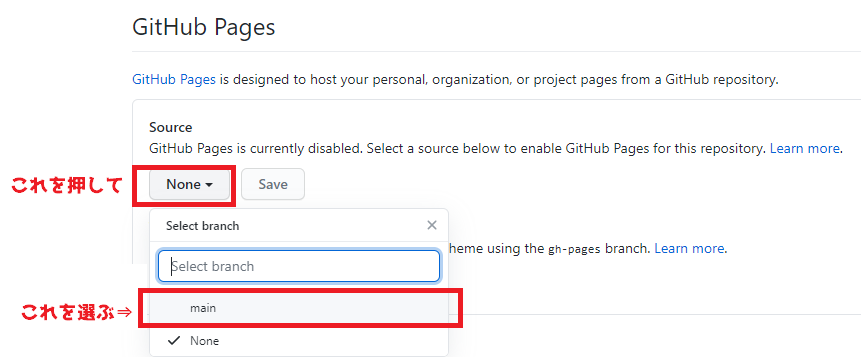 GitHub Pages
GitHub Pages is designed to host your personal, organization, or project pages from a GitHub repository.
Source
GitHub Pages is currently disabled. Select a source below to enable GitHub Pages for this repository. Learn more.
これを押して
None
Save
Select branch
heme using the gh-pages branch. Learn more.
Select branch
これを選ぶ⇒
main
None